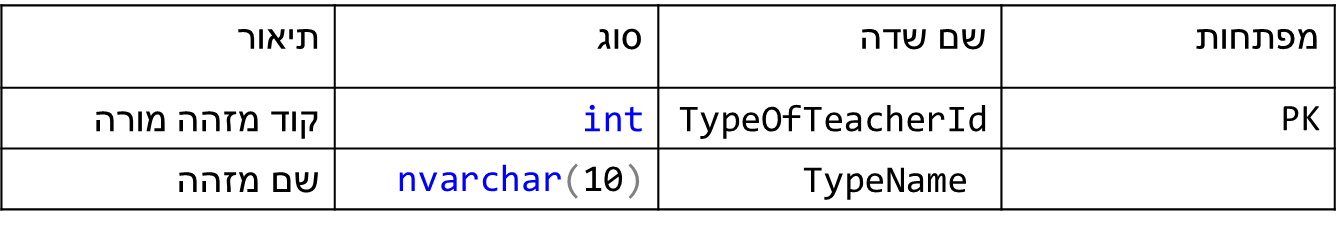 מפתחות שם שדה סוג תיאור
PK TypeOfTeacherId int קוד מזהה מורה
TypeName nvarchar(10) שם מזהה